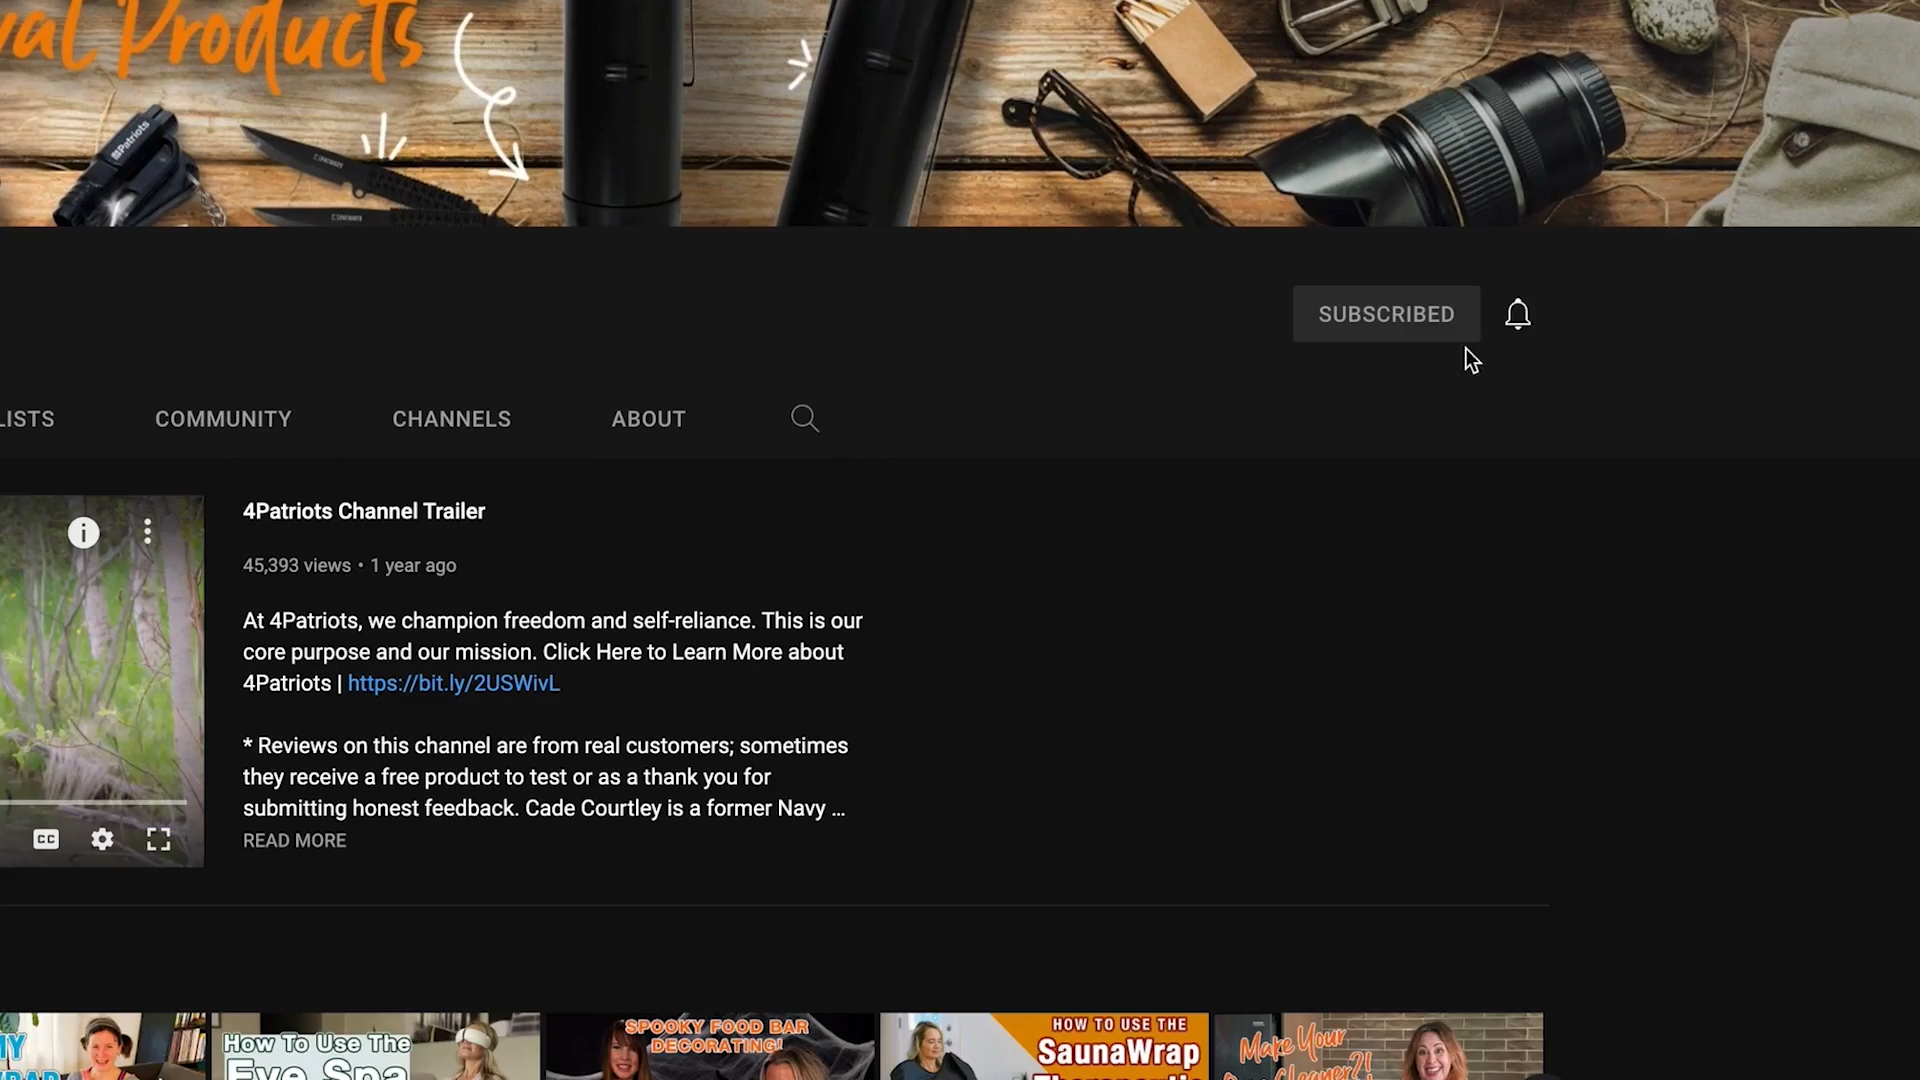 Products
4Patriots
SUBSCRIBED
LISTS
COMMUNITY
CHANNELS
ABOUT
4Patriots Channel Trailer
45,393 views • 1 year ago
At 4Patriots, we champion freedom and self-reliance. This is our
core purpose and our mission. Click Here to Learn More about
4Patriots | https://bit.ly/2USWivL
* Reviews on this channel are from real customers; sometimes
they receive a free product to test or as a thank you for
submitting honest feedback. Cade Courtley is a former Navy ...
READ MORE
CC
How To Use The
Eye Spa
SPOOKY FOOD BAR
DECORATING!
HOW TO USE THE
SaunaWrap
Make Your